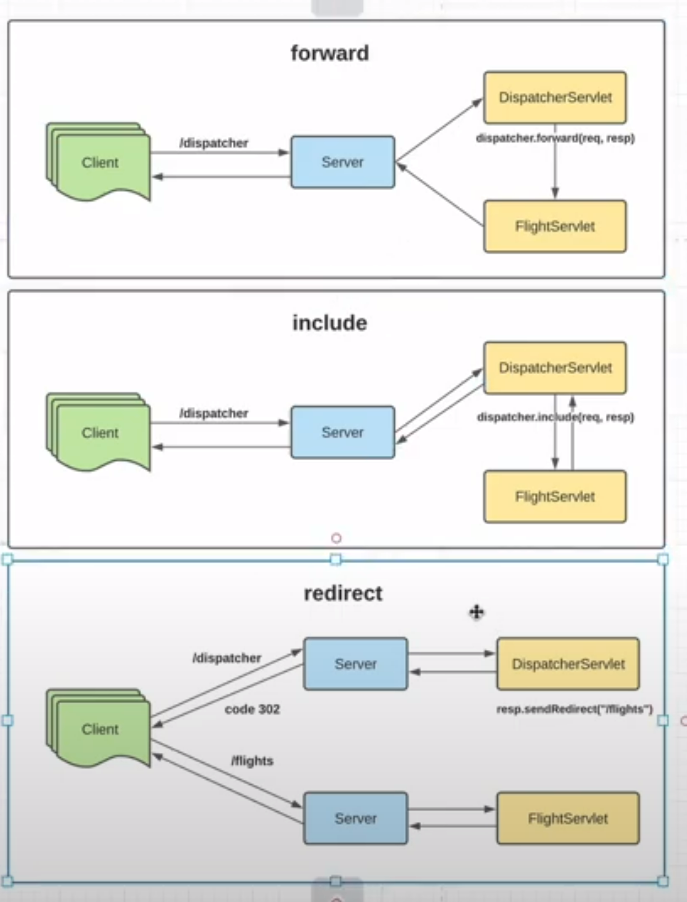 forward
DispatcherServlet
/dispatcher
dispatcher.forward(req, resp)
Client
Server
FlightServlet
include
DispatcherServlet
/dispatcher
dispatcher.include(req, resp)
Client
Server
FlightServlet
redirect
/dispatcher
Server
DispatcherServlet
code 302
resp.sendRedirect("/flights")
Client
/flights
Server
FlightServlet